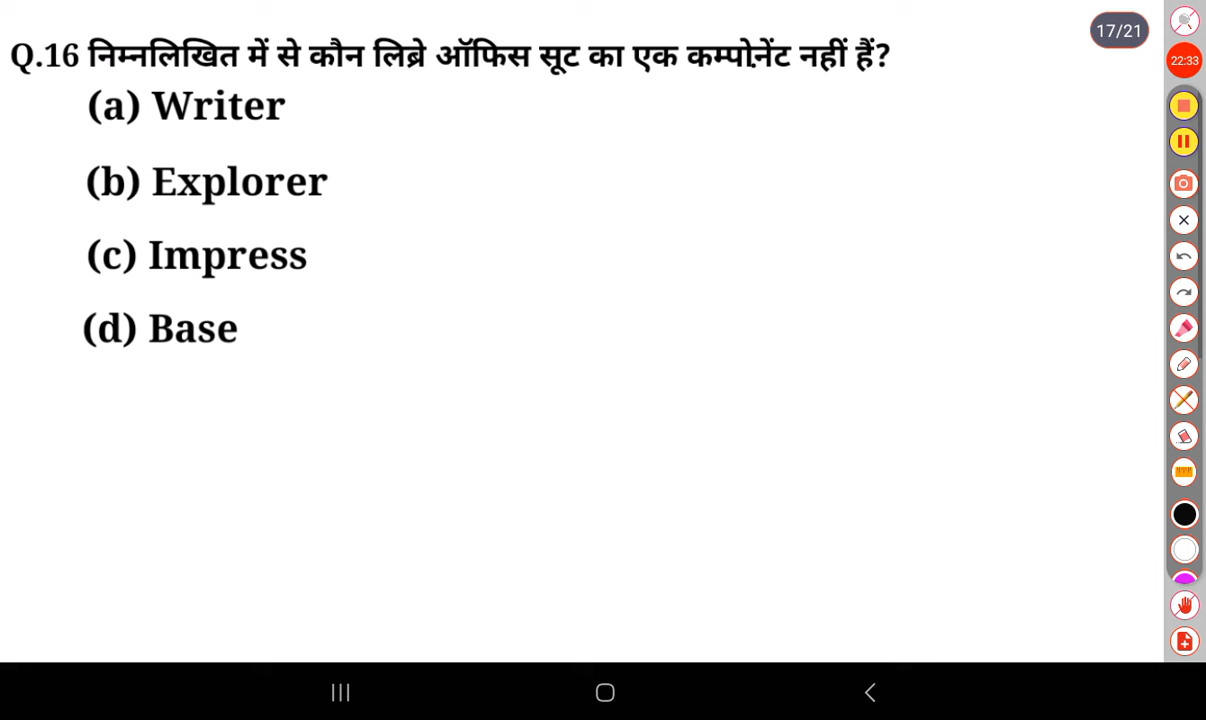 17/21
Q.16 निम्नलिखित में से कौन लिब्रे ऑफिस सूट का एक कम्पोनेंट नहीं हैं?
22:33
(a) Writer
(b) Explorer
(c) Impress
(d) Base